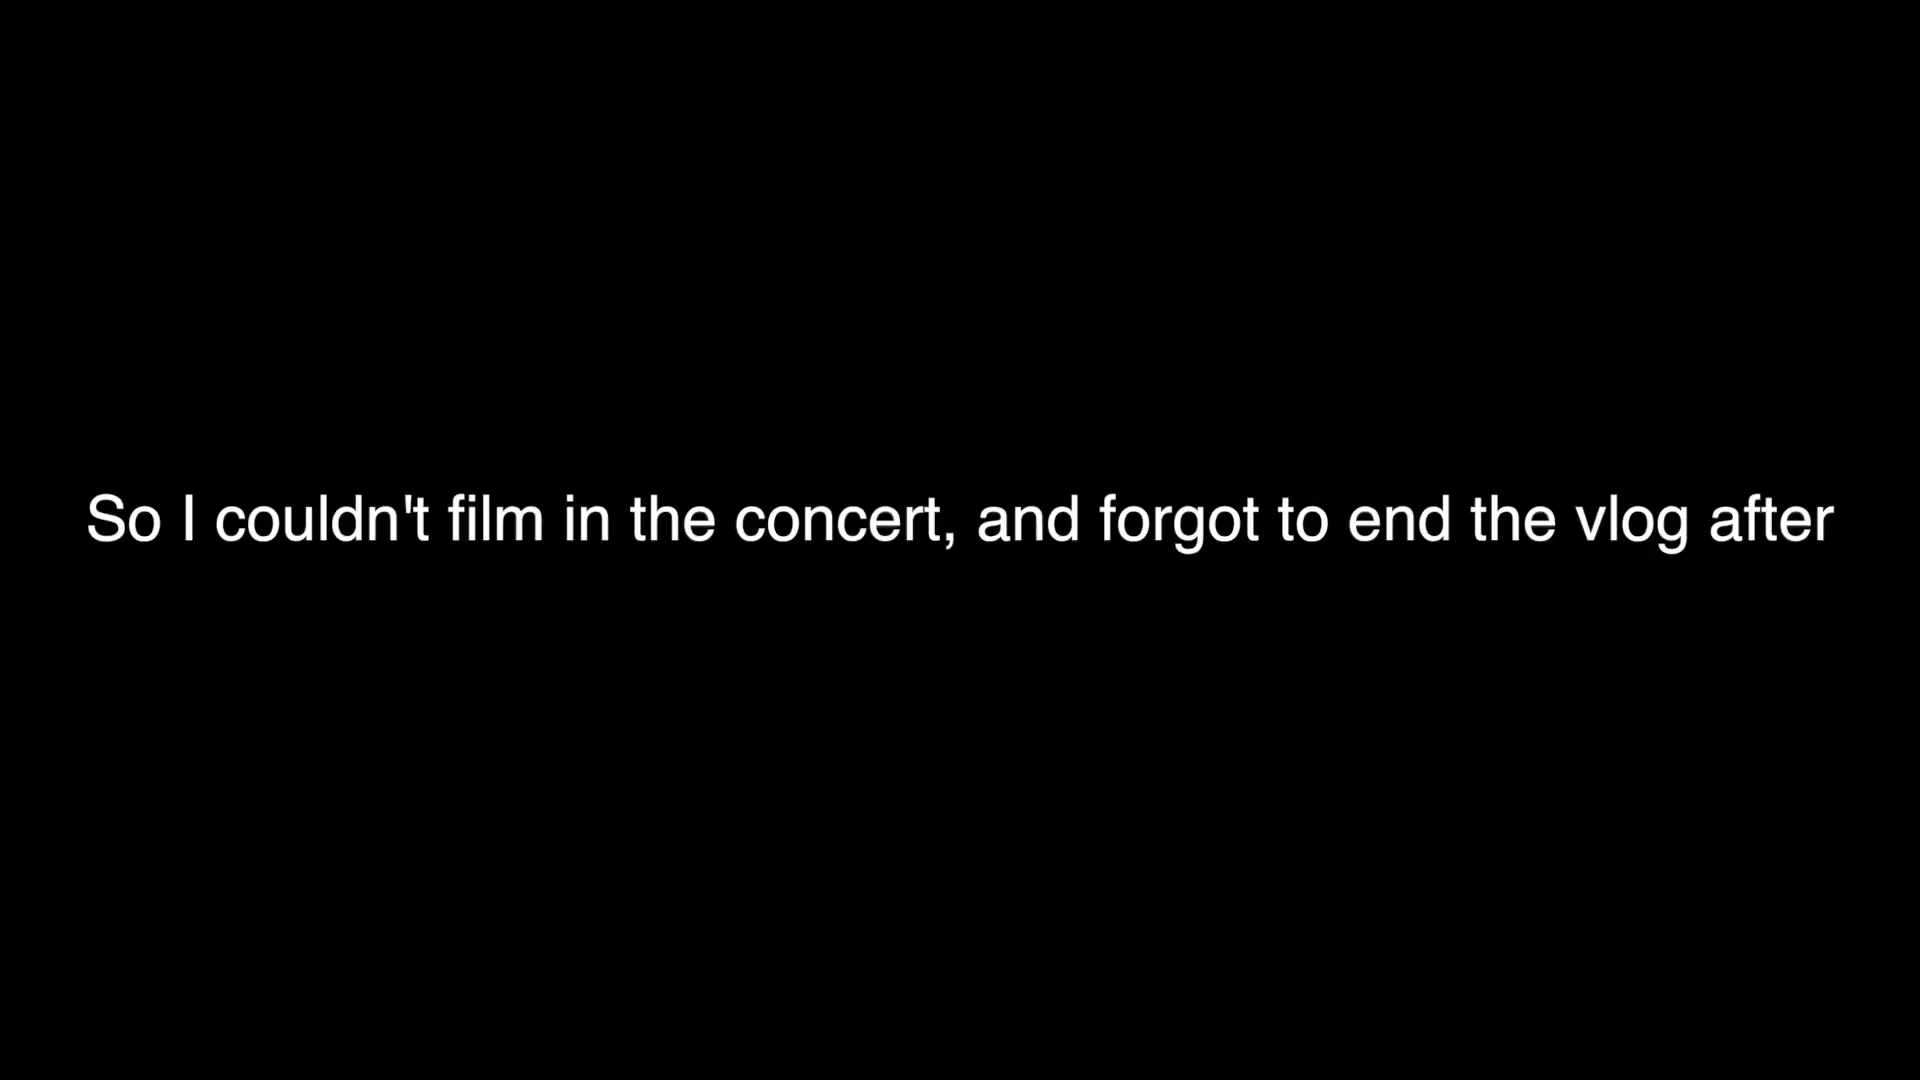 So I couldn't film in the concert, and forgot to end the vlog after